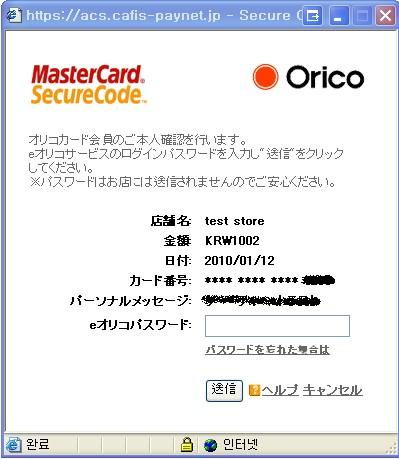 https://acs.cafis-paynet.jp - Secure C
MasterCard
SecureCode™
Orico
オリコカード会員のご本人確認を行います。
eオリコサービスのログインパスワードを入力し"送信"をクリック
してください。
※パスワードはお店には送信されませんのでご安心ください。
店舗名: test store
金額: KRW1002
日付: 2010/01/12
カード番号: **** **** ****
パーソナルメッセージ:
eオリコパスワード:
パスワードを忘れた場合は
送信 ?ヘルプ キャンセル
완료 인터넷